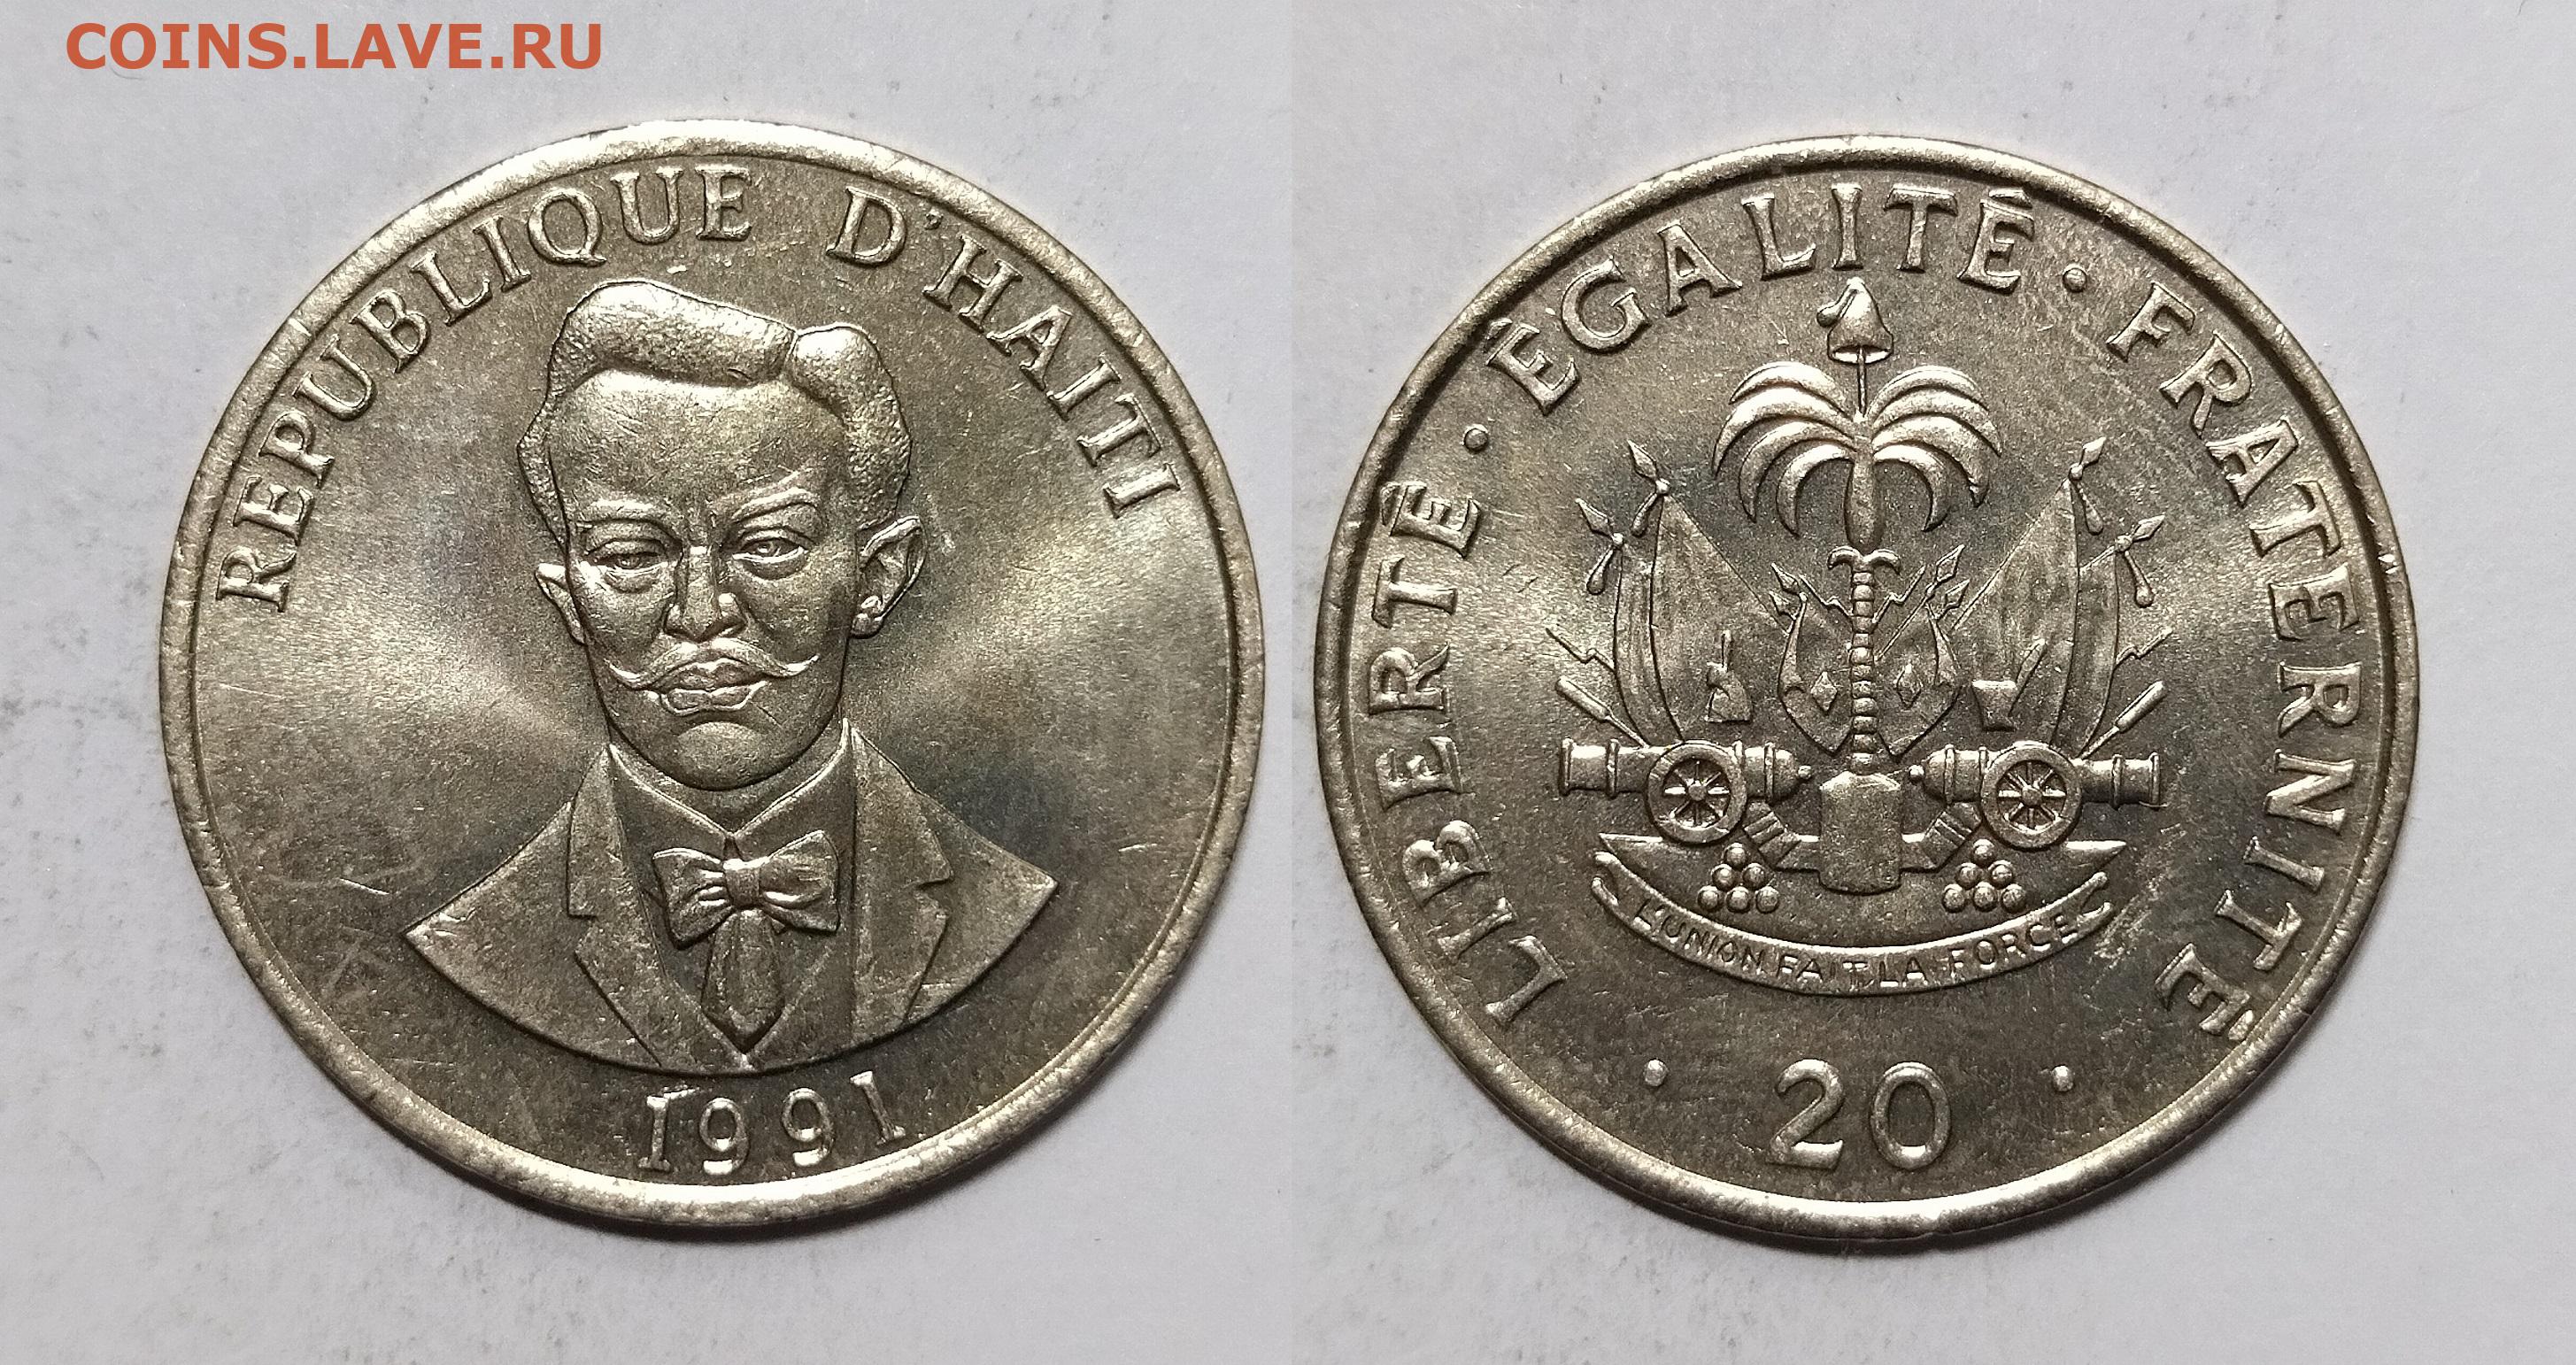 COINS.LAVE.RU
REPUBLIQUE D'HAITI
1991
LIBERTÉ · ÉGALITÉ · FRATERNITÉ
L'UNION FAIT LA FORCE
· 20 ·